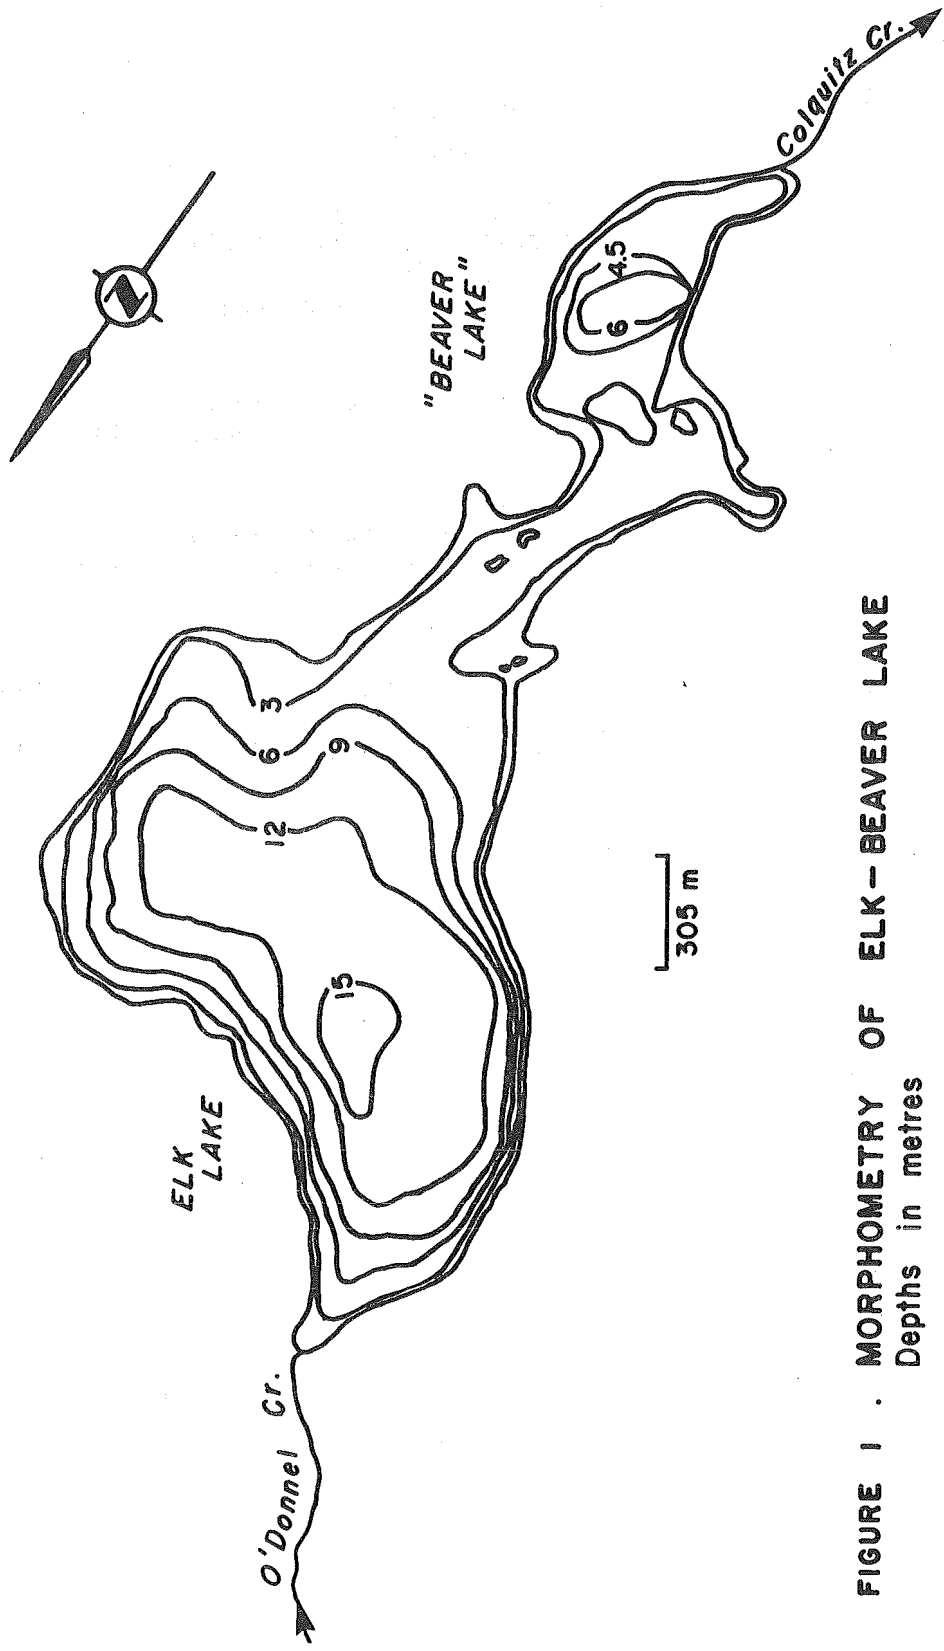 O'Donnel Cr.
ELK
LAKE
15
12
9
6
3
"BEAVER
LAKE"
6
4.5
Colquitz Cr.
N
305 m
FIGURE 1 . MORPHOMETRY OF ELK-BEAVER LAKE
Depths in metres